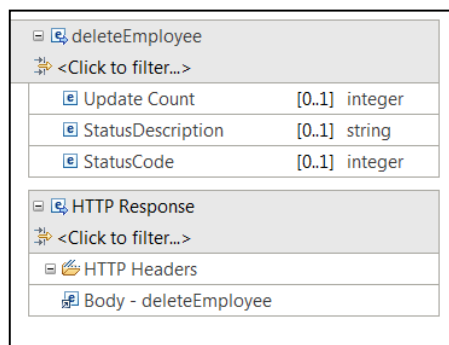 deleteEmployee
<Click to filter...>
Update Count [0..1] integer
StatusDescription [0..1] string
StatusCode [0..1] integer
HTTP Response
<Click to filter...>
HTTP Headers
Body - deleteEmployee